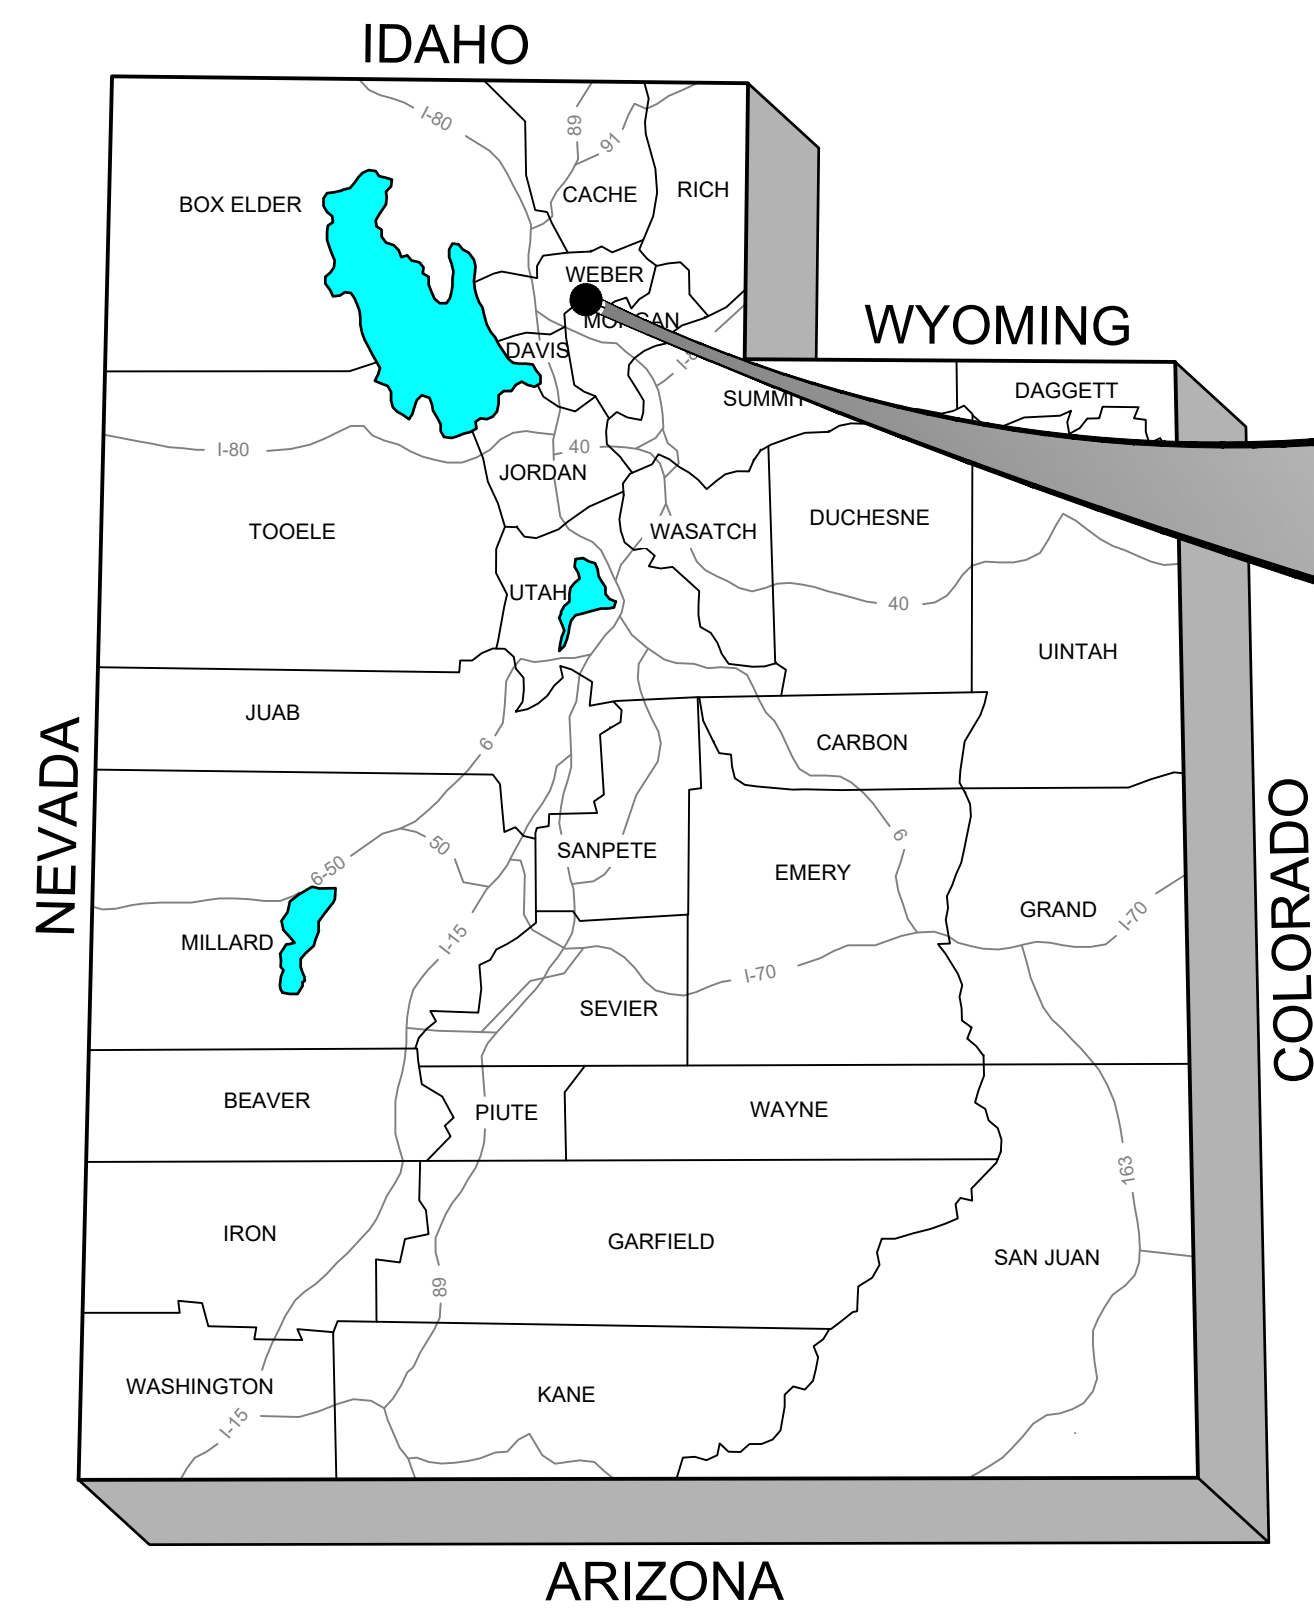 IDAHO
I-80
89
91
CACHE
RICH
BOX ELDER
WEBER
MORGAN
WYOMING
DAVIS
I-8
SUMMIT
DAGGETT
I-80
40
JORDAN
TOOELE
WASATCH
DUCHESNE
UTAH
40
UINTAH
JUAB
6
CARBON
NEVADA
50
6
SANPETE
6-50
EMERY
GRAND
I-70
COLORADO
MILLARD
I-15
I-70
SEVIER
BEAVER
PIUTE
WAYNE
163
IRON
GARFIELD
SAN JUAN
89
WASHINGTON
KANE
I-15
ARIZONA